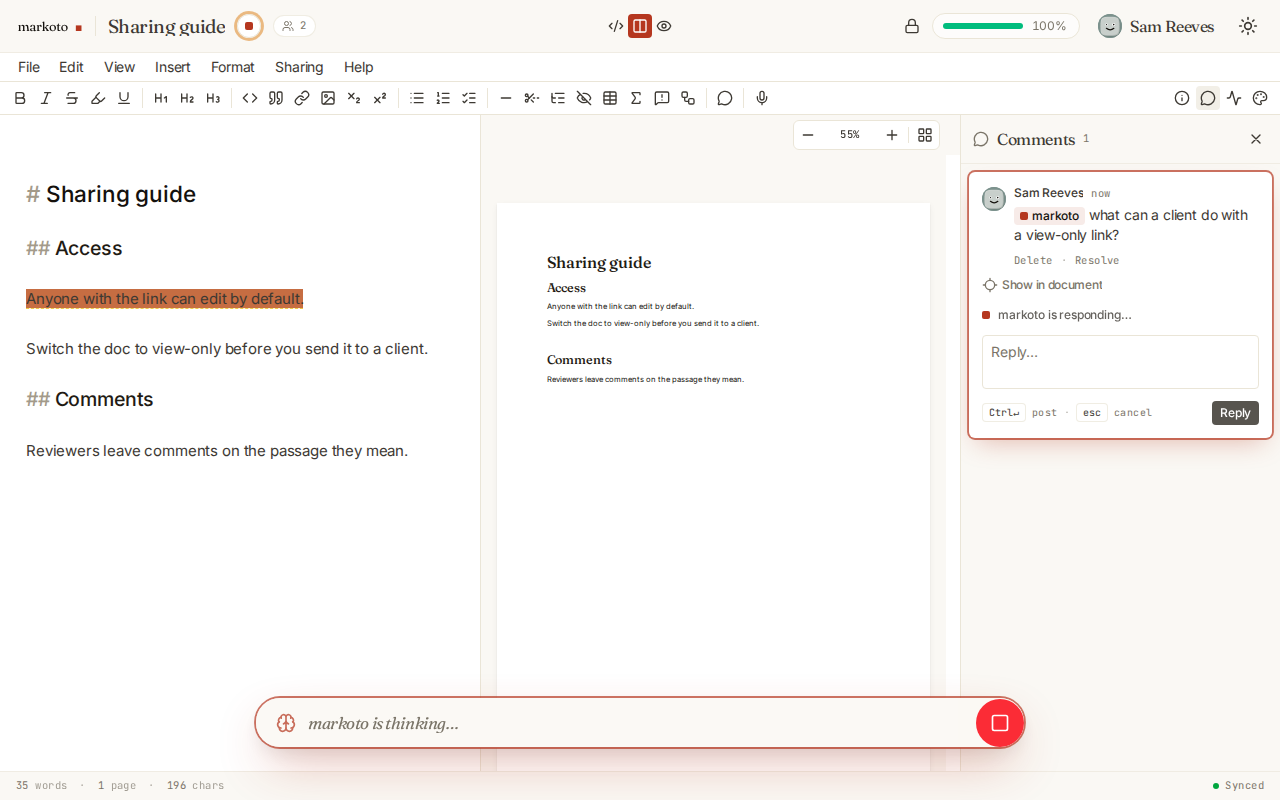 markoto
Sharing guide
2
100%
Sam Reeves
File Edit View Insert Format Sharing Help
H1 H2 H3
55%
# Sharing guide
## Access
Anyone with the link can edit by default.
Switch the doc to view-only before you send it to a client.
## Comments
Reviewers leave comments on the passage they mean.
Sharing guide
Access
Anyone with the link can edit by default.
Switch the doc to view-only before you send it to a client.
Comments
Reviewers leave comments on the passage they mean.
Comments 1
Sam Reeves now
markoto what can a client do with
a view-only link?
Delete · Resolve
Show in document
markoto is responding...
Reply...
Ctrl↵ post · esc cancel
Reply
markoto is thinking...
35 words · 1 page · 196 chars
Synced